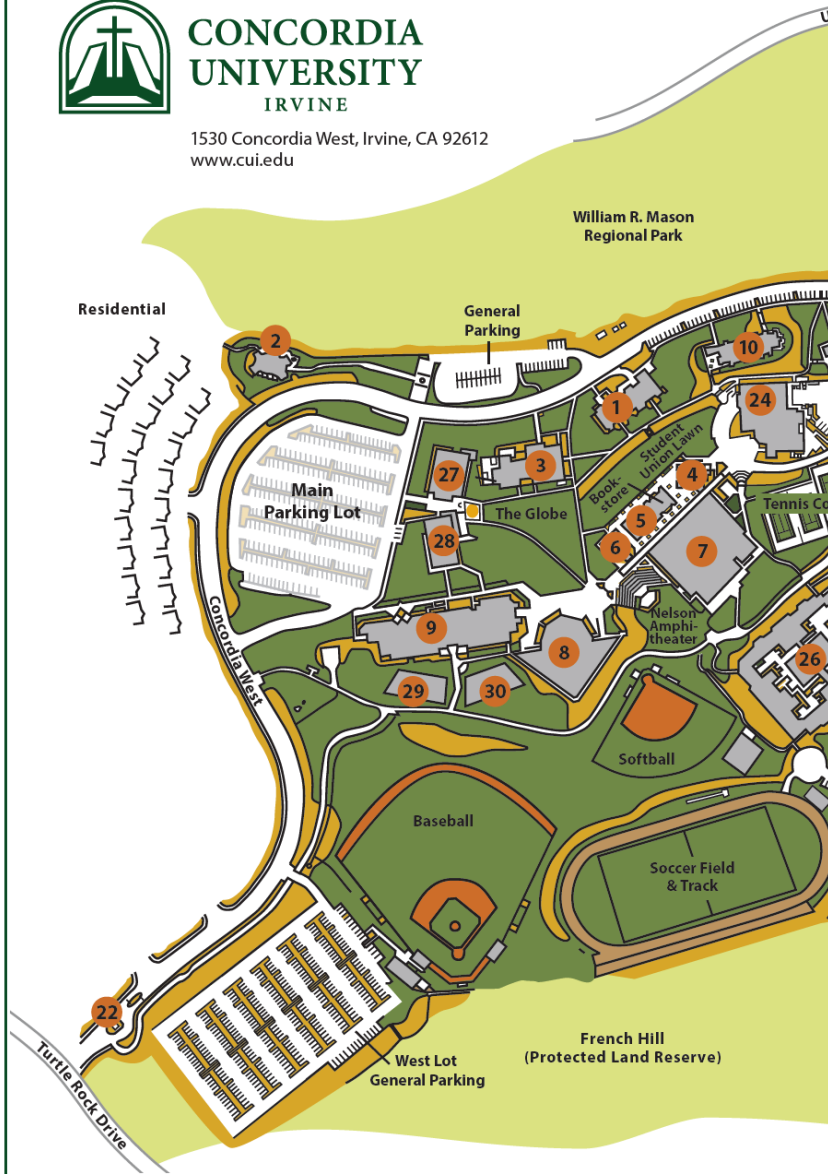 CONCORDIA
UNIVERSITY
IRVINE
1530 Concordia West, Irvine, CA 92612
www.cui.edu
William R. Mason
Regional Park
Residential
General
Parking
2
10
1
24
Student
Union Lawn
4
3
27
Main
Parking Lot
Book-
store
The Globe
5
Tennis Co
28
6
7
Nelson
Amphi-
theater
9
8
26
Concordia West
29
30
Softball
Baseball
Soccer Field
& Track
22
French Hill
(Protected Land Reserve)
West Lot
General Parking
Turtle Rock Drive